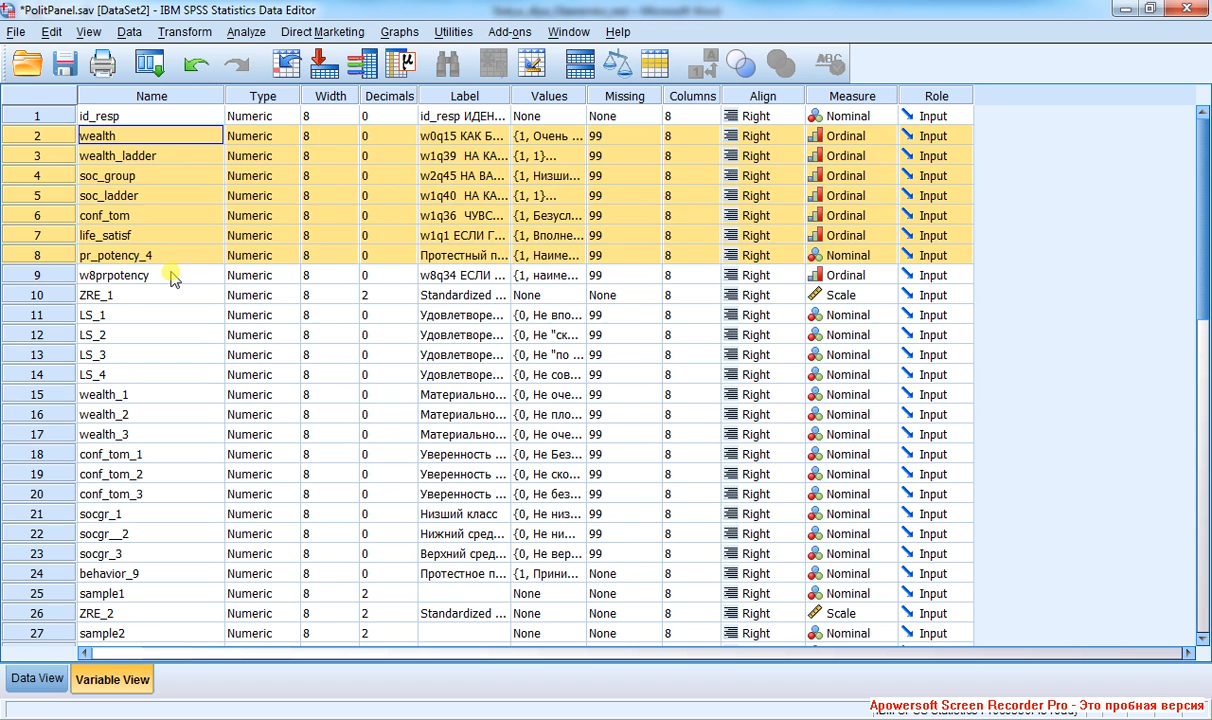 *PolitPanel.sav [DataSet2] - IBM SPSS Statistics Data Editor
File Edit View Data Transform Analyze Direct Marketing Graphs Utilities Add-ons Window Help
Name Type Width Decimals Label Values Missing Columns Align Measure Role
1 id_resp Numeric 8 0 id_resp ИДЕН... None None 8 Right Nominal Input
2 wealth Numeric 8 0 w0q15 КАК Б... {1, Очень ... 99 8 Right Ordinal Input
3 wealth_ladder Numeric 8 0 w1q39 НА КА... {1, 1}... 99 8 Right Ordinal Input
4 soc_group Numeric 8 0 w2q45 НА ВА... {1, Низши... 99 8 Right Ordinal Input
5 soc_ladder Numeric 8 0 w1q40 НА КА... {1, 1}... 99 8 Right Ordinal Input
6 conf_tom Numeric 8 0 w1q36 ЧУВС... {1, Безусл... 99 8 Right Ordinal Input
7 life_satisf Numeric 8 0 w1q1 ЕСЛИ Г... {1, Вполне... 99 8 Right Ordinal Input
8 pr_potency_4 Numeric 8 0 Протестный п... {1, наиме... 99 8 Right Nominal Input
9 w8prpotency Numeric 8 0 w8q34 ЕСЛИ ... {1, наиме... 99 8 Right Ordinal Input
10 ZRE_1 Numeric 8 2 Standardized ... None None 8 Right Scale Input
11 LS_1 Numeric 8 0 Удовлетворе... {0, Не впо... 99 8 Right Nominal Input
12 LS_2 Numeric 8 0 Удовлетворе... {0, Не "ск... 99 8 Right Nominal Input
13 LS_3 Numeric 8 0 Удовлетворе... {0, Не "по ... 99 8 Right Nominal Input
14 LS_4 Numeric 8 0 Удовлетворе... {0, Не сов... 99 8 Right Nominal Input
15 wealth_1 Numeric 8 0 Материально... {0, Не оче... 99 8 Right Nominal Input
16 wealth_2 Numeric 8 0 Материально... {0, Не пло... 99 8 Right Nominal Input
17 wealth_3 Numeric 8 0 Материально... {0, Не оче... 99 8 Right Nominal Input
18 conf_tom_1 Numeric 8 0 Уверенность ... {0, Не Без... 99 8 Right Nominal Input
19 conf_tom_2 Numeric 8 0 Уверенность ... {0, Не ско... 99 8 Right Nominal Input
20 conf_tom_3 Numeric 8 0 Уверенность ... {0, Не без... 99 8 Right Nominal Input
21 socgr_1 Numeric 8 0 Низший класс {0, Не низ... 99 8 Right Nominal Input
22 socgr__2 Numeric 8 0 Нижний сред... {0, Не ни... 99 8 Right Nominal Input
23 socgr_3 Numeric 8 0 Верхний сред... {0, Не вер... 99 8 Right Nominal Input
24 behavior_9 Numeric 8 0 Протестное п... {1, Прини... None 8 Right Nominal Input
25 sample1 Numeric 8 2 None None 8 Right Nominal Input
26 ZRE_2 Numeric 8 2 Standardized ... None None 8 Right Scale Input
27 sample2 Numeric 8 2 None None 8 Right Nominal Input
Data View Variable View
Apowersoft Screen Recorder Pro - Это пробная версия